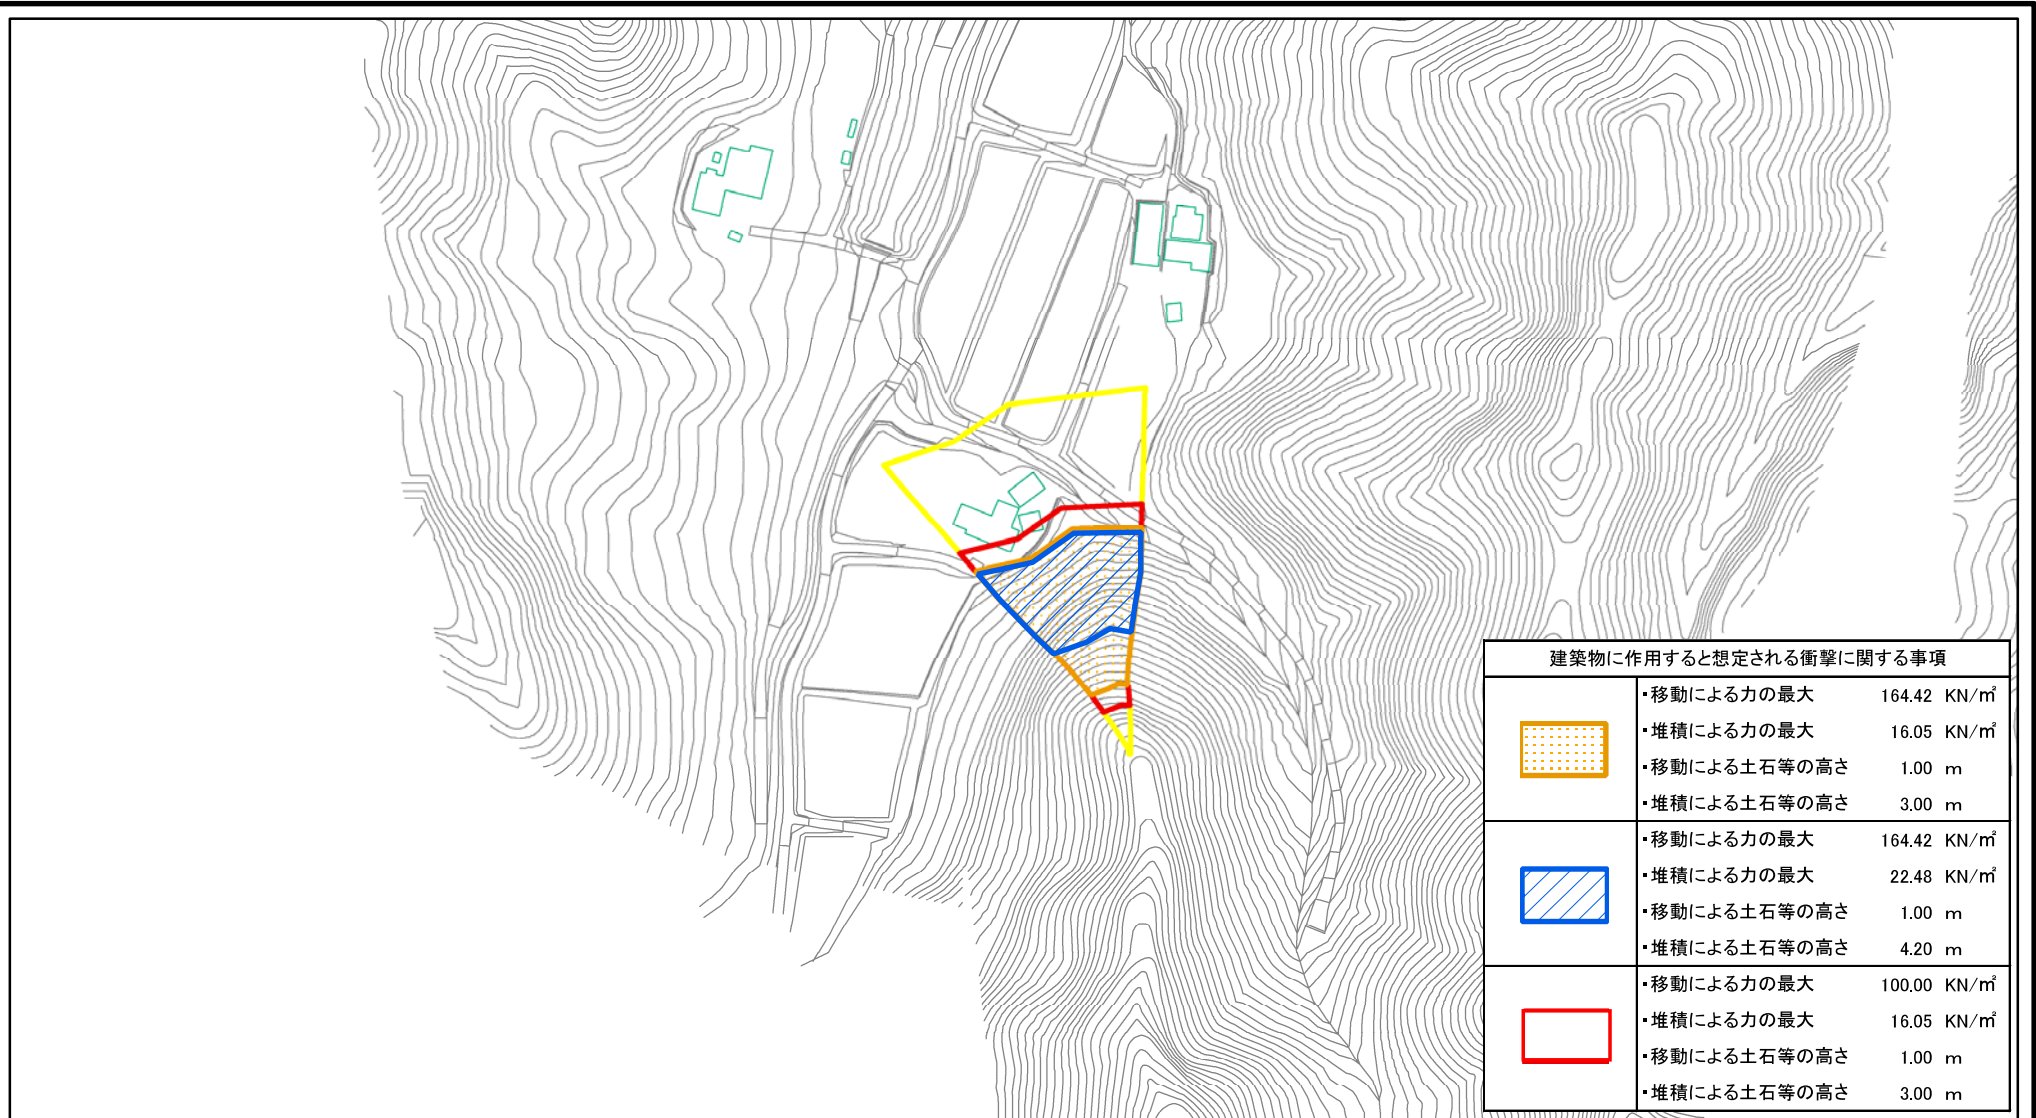 建築物に作用すると想定される衝撃に関する事項
・移動による力の最大 164.42 KN/㎡
・堆積による力の最大 16.05 KN/㎡
・移動による土石等の高さ 1.00 m
・堆積による土石等の高さ 3.00 m
・移動による力の最大 164.42 KN/㎡
・堆積による力の最大 22.48 KN/㎡
・移動による土石等の高さ 1.00 m
・堆積による土石等の高さ 4.20 m
・移動による力の最大 100.00 KN/㎡
・堆積による力の最大 16.05 KN/㎡
・移動による土石等の高さ 1.00 m
・堆積による土石等の高さ 3.00 m